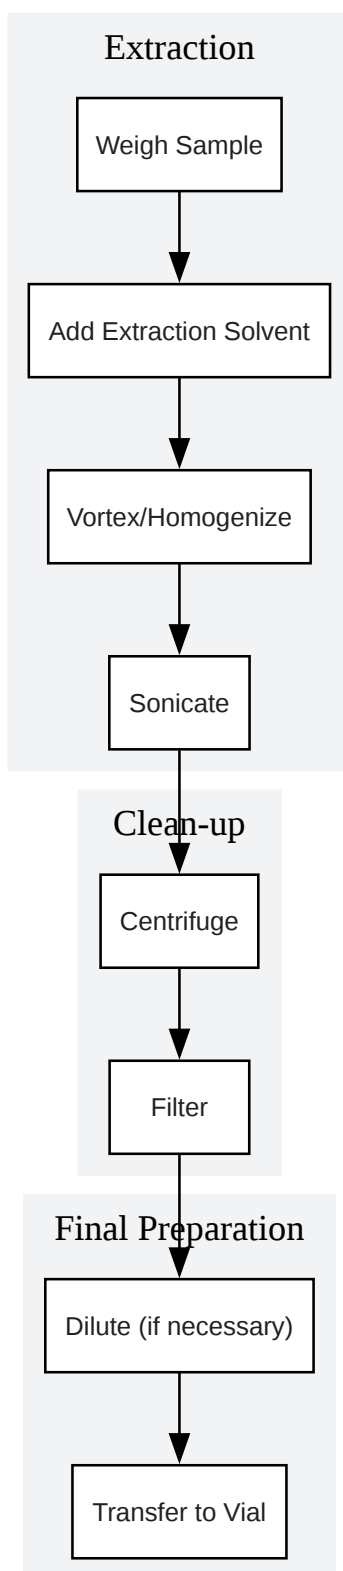 Extraction
Weigh Sample
Add Extraction Solvent
Vortex/Homogenize
Sonicate
Clean-up
Centrifuge
Filter
Final Preparation
Dilute (if necessary)
Transfer to Vial